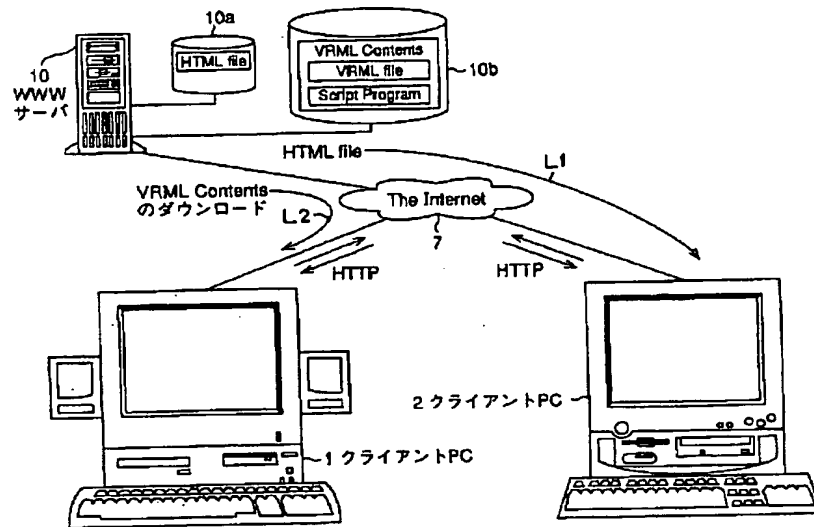 10a
HTML file
10
WWW
サーバ
VRML Contents
VRML file
Script Program
10b
HTML file
L1
VRML Contents
のダウンロード
L2
The Internet
7
HTTP
HTTP
2 クライアントPC
1 クライアントPC